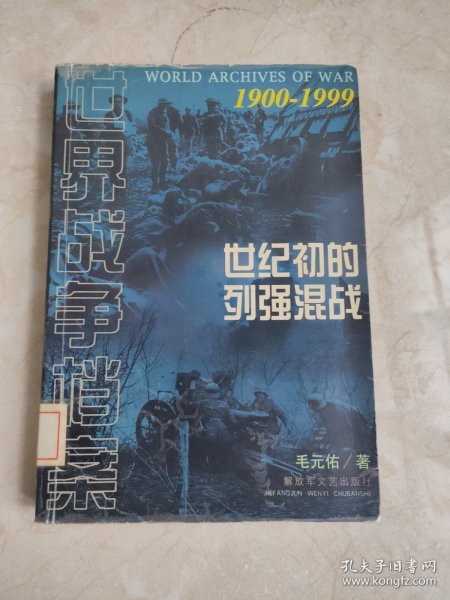 WORLD ARCHIVES OF WAR
1900-1999
世界战争档案
世纪初的
列强混战
毛元佑/著
解放军文艺出版社
JIEFANGJUN WENYI CHUBANSHE
孔夫子旧书网
www.kongfz.com